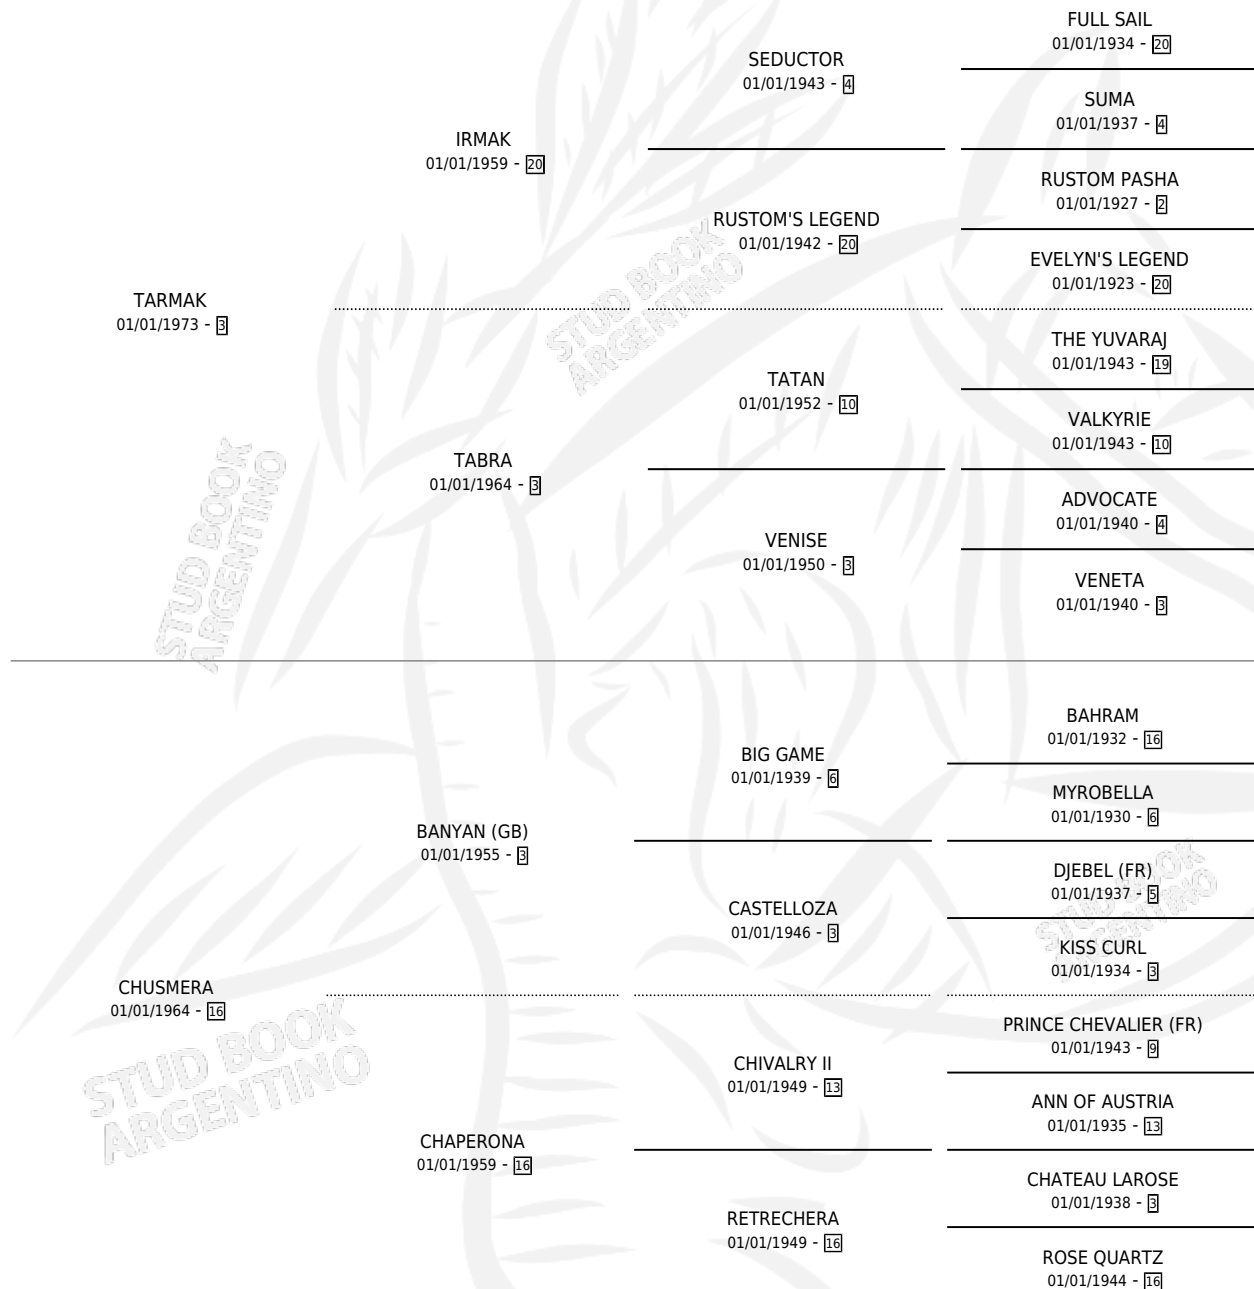 FULL SAIL
01/01/1934 - 20
SEDUCTOR
01/01/1943 - 4
SUMA
01/01/1937 - 4
IRMAK
01/01/1959 - 20
RUSTOM PASHA
01/01/1927 - 2
RUSTOM'S LEGEND
01/01/1942 - 20
EVELYN'S LEGEND
01/01/1923 - 20
TARMAK
01/01/1973 - 3
THE YUVARAJ
01/01/1943 - 19
TATAN
01/01/1952 - 10
VALKYRIE
01/01/1943 - 10
TABRA
01/01/1964 - 3
ADVOCATE
01/01/1940 - 4
VENISE
01/01/1950 - 3
VENETA
01/01/1940 - 3
BAHRAM
01/01/1932 - 16
BIG GAME
01/01/1939 - 6
MYROBELLA
01/01/1930 - 6
BANYAN (GB)
01/01/1955 - 3
DJEBEL (FR)
01/01/1937 - 5
CASTELLOZA
01/01/1946 - 3
KISS CURL
01/01/1934 - 3
CHUSMERA
01/01/1964 - 16
PRINCE CHEVALIER (FR)
01/01/1943 - 9
CHIVALRY II
01/01/1949 - 13
ANN OF AUSTRIA
01/01/1935 - 13
CHAPERONA
01/01/1959 - 16
CHATEAU LAROSE
01/01/1938 - 3
RETRECHERA
01/01/1949 - 16
ROSE QUARTZ
01/01/1944 - 16
STUD BOOK
ARGENTINO
STUD BOOK
ARGENTINO
STUD BOOK
ARGENTINO
STUD BOOK
ARGENTINO